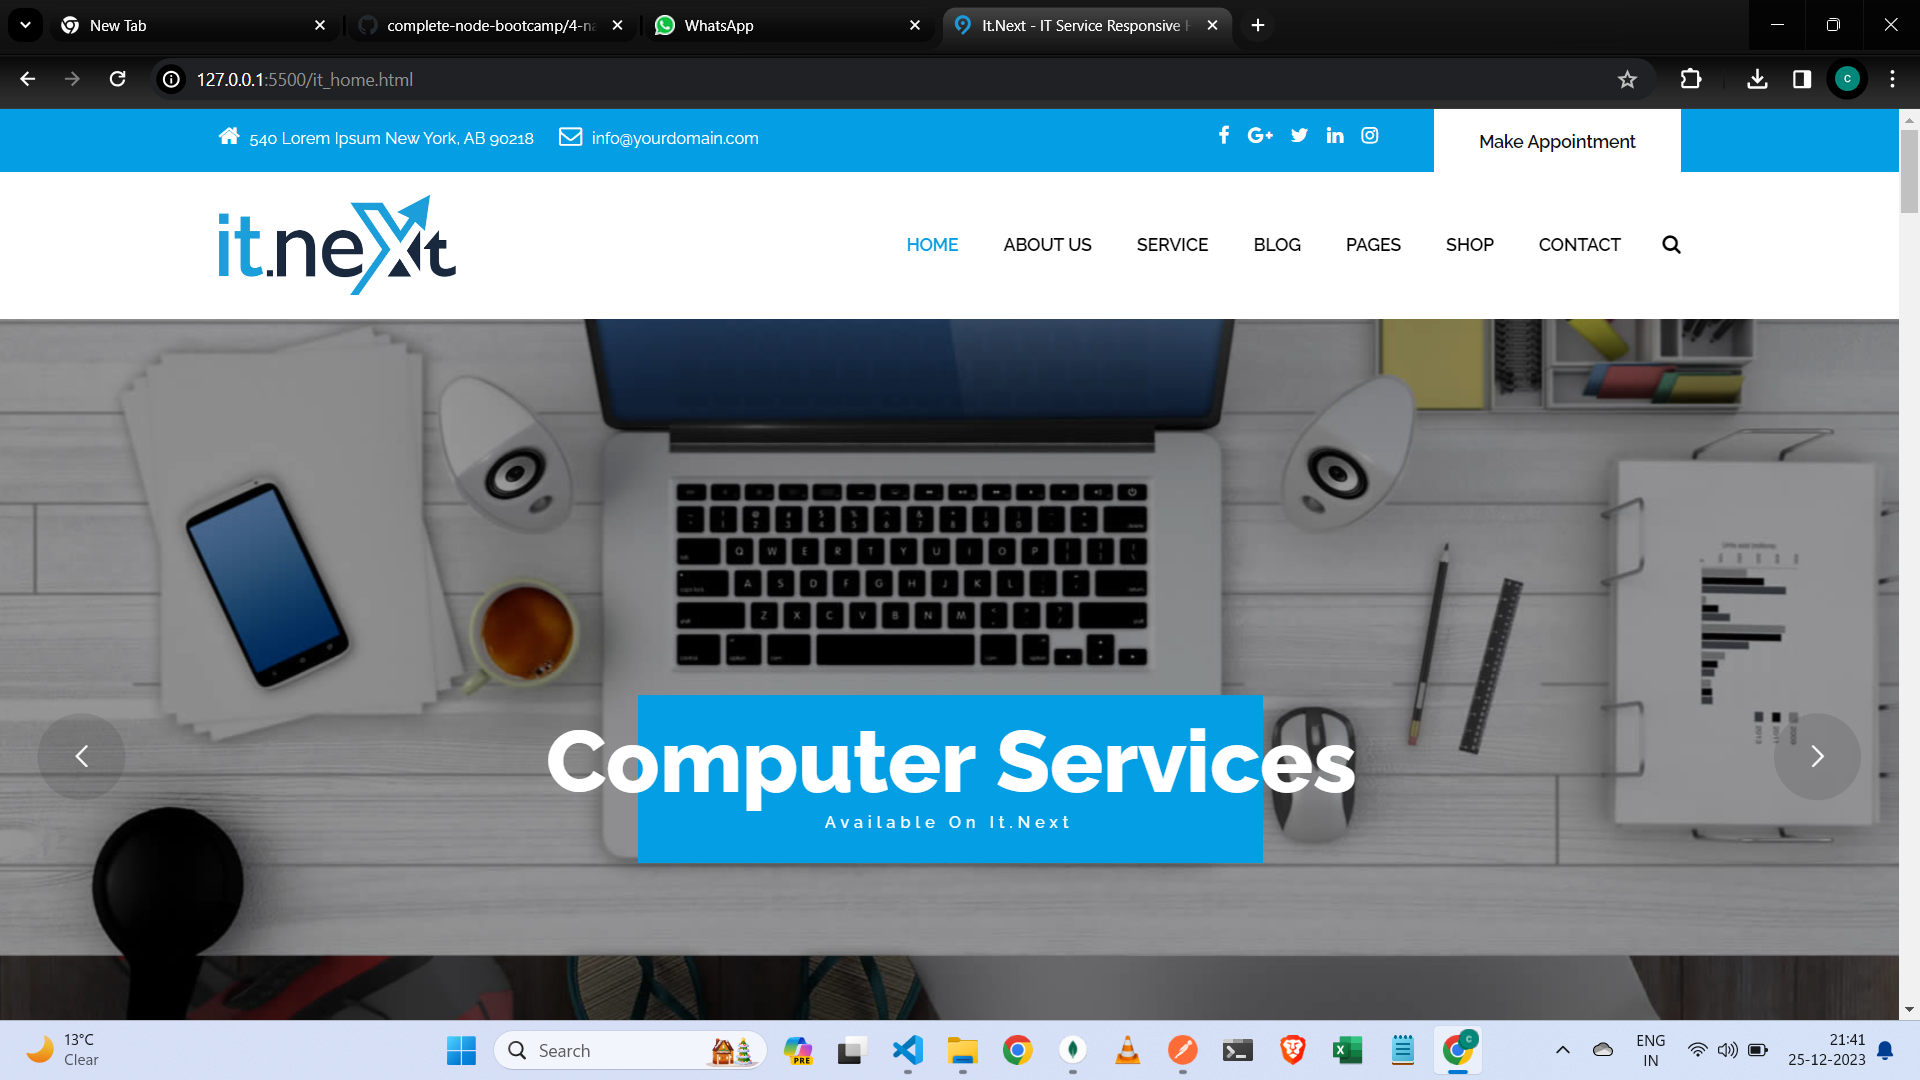 New Tab
complete-node-bootcamp/4-na
WhatsApp
It.Next - IT Service Responsive H
127.0.0.1:5500/it_home.html
C
540 Lorem Ipsum New York, AB 90218
info@yourdomain.com
Make Appointment
it.next
HOME
ABOUT US
SERVICE
BLOG
PAGES
SHOP
CONTACT
Q W E R T Y U I O P
A S D F G H J K L
Z X C V B N M
Computer Services
Available On It.Next
13°C
Clear
Search
PRE
C
ENG
IN
21:41
25-12-2023